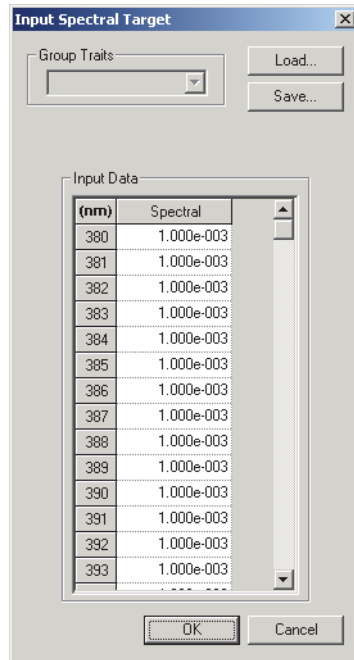 Input Spectral Target
Group Traits
Load...
Save...
Input Data
(nm) Spectral
380 1.000e-003
381 1.000e-003
382 1.000e-003
383 1.000e-003
384 1.000e-003
385 1.000e-003
386 1.000e-003
387 1.000e-003
388 1.000e-003
389 1.000e-003
390 1.000e-003
391 1.000e-003
392 1.000e-003
393 1.000e-003
OK Cancel